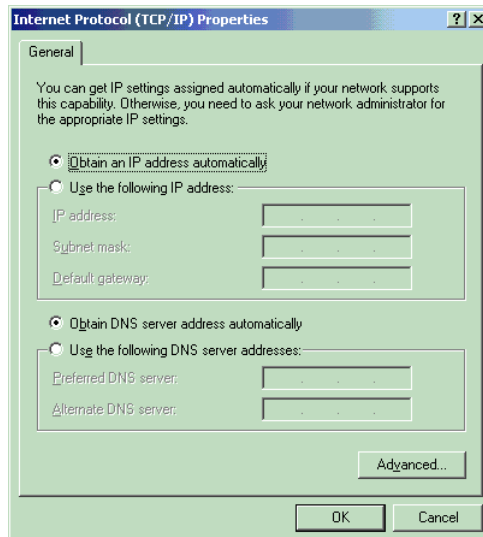 Internet Protocol (TCP/IP) Properties
General
You can get IP settings assigned automatically if your network supports
this capability. Otherwise, you need to ask your network administrator for
the appropriate IP settings.
Obtain an IP address automatically
Use the following IP address:
IP address:
Subnet mask:
Default gateway:
Obtain DNS server address automatically
Use the following DNS server addresses:
Preferred DNS server:
Alternate DNS server:
Advanced...
OK Cancel